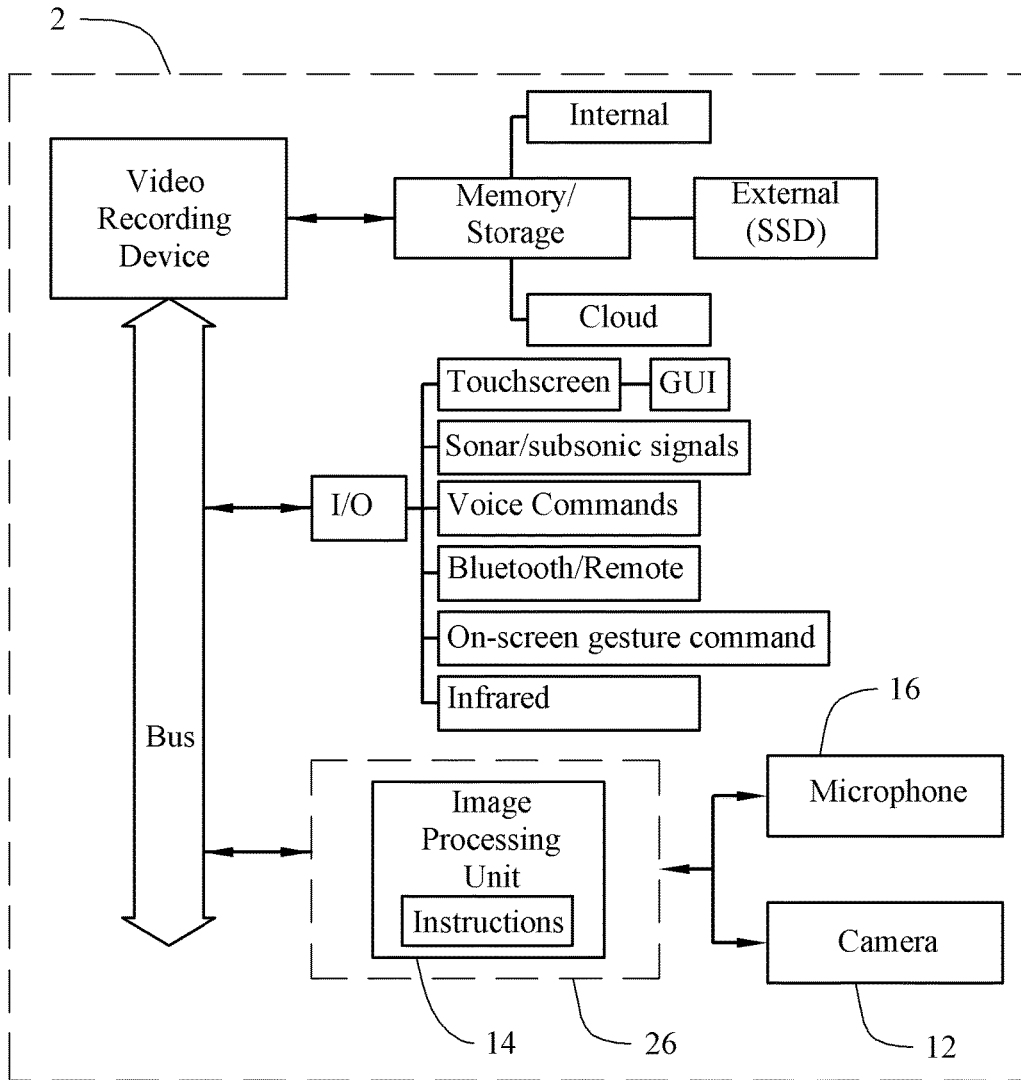 2
Internal
Video
Recording
Device
Memory/
Storage
External
(SSD)
Cloud
Touchscreen
GUI
Sonar/subsonic signals
I/O
Voice Commands
Bluetooth/Remote
On-screen gesture command
Infrared
16
Bus
Microphone
Image
Processing
Unit
Instructions
Camera
14
26
12